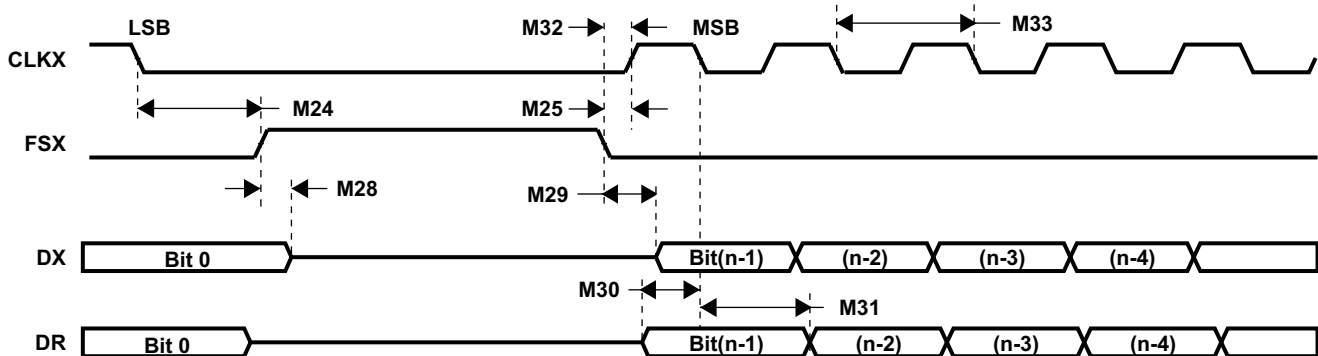 LSB M32 MSB M33
CLKX
M24 M25
FSX
M28 M29
DX Bit 0 Bit(n-1) (n-2) (n-3) (n-4)
M30 M31
DR Bit 0 Bit(n-1) (n-2) (n-3) (n-4)